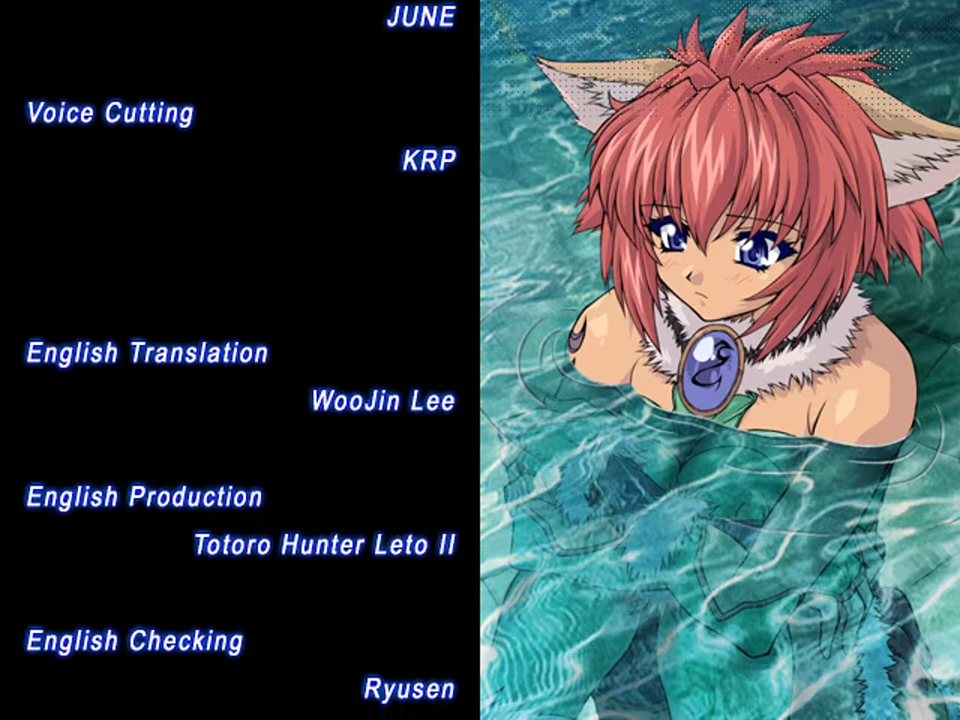 JUNE
Voice Cutting
KRP
English Translation
WooJin Lee
English Production
Totoro Hunter Leto II
English Checking
Ryusen